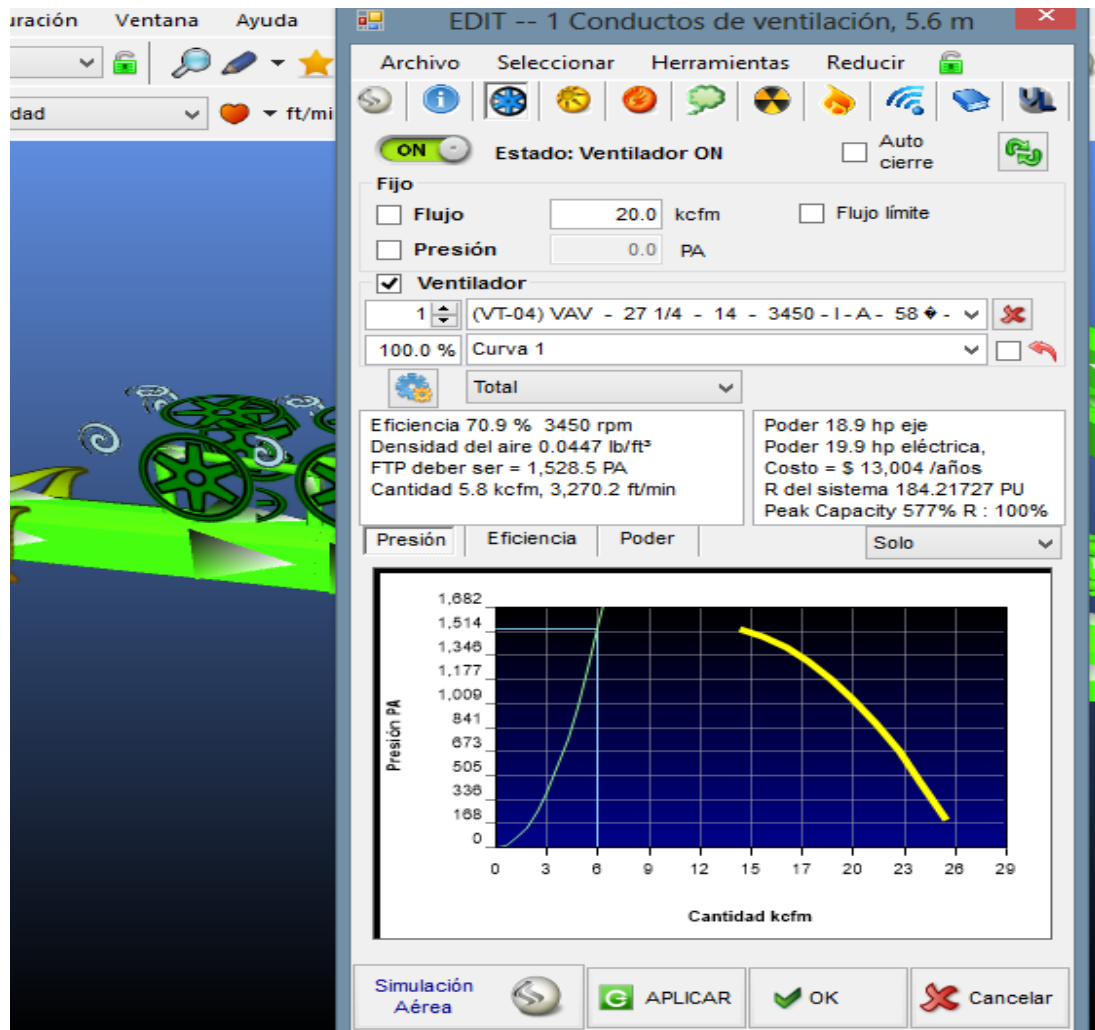 uración Ventana Ayuda
EDIT -- 1 Conductos de ventilación, 5.6 m
Archivo Seleccionar Herramientas Reducir
dad
ft/mi
ON
Estado: Ventilador ON
Auto
cierre
Fijo
Flujo 20.0 kcfm Flujo límite
Presión 0.0 PA
Ventilador
1 (VT-04) VAV - 27 1/4 - 14 - 3450 - I - A - 58 � -
100.0 % Curva 1
Total
Eficiencia 70.9 % 3450 rpm
Densidad del aire 0.0447 lb/ft³
FTP deber ser = 1,528.5 PA
Cantidad 5.8 kcfm, 3,270.2 ft/min
Poder 18.9 hp eje
Poder 19.9 hp eléctrica,
Costo = $ 13,004 /años
R del sistema 184.21727 PU
Peak Capacity 577% R : 100%
Presión Eficiencia Poder
Solo
1,682
1,514
1,346
1,177
1,009
841
673
505
336
168
0
Presión PA
0 3 6 9 12 15 17 20 23 26 29
Cantidad kcfm
Simulación
Aérea
APLICAR
OK
Cancelar